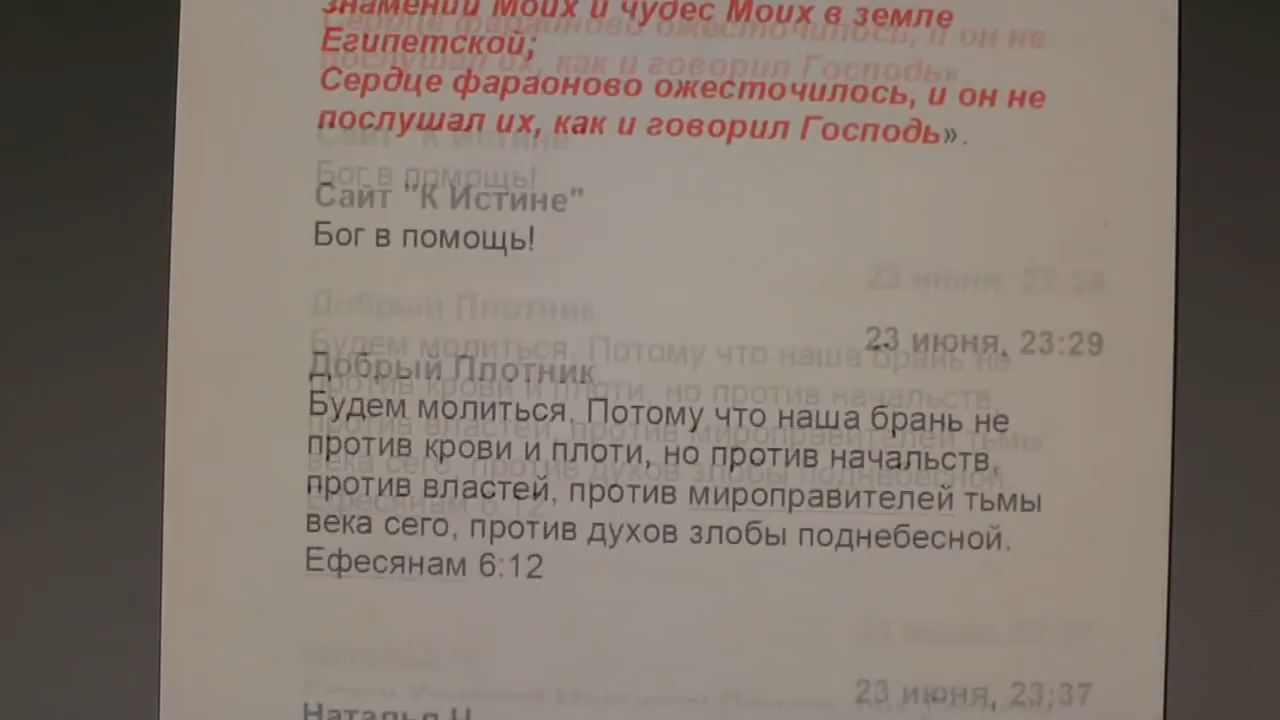 знамений Моих и чудес Моих в земле
Египетской;
Сердце фараоново ожесточилось, и он не
послушал их, как и говорил Господь».
Сайт "К Истине"
Бог в помощь!
23 июня, 23:29
Добрый Плотник
Будем молиться. Потому что наша брань не
против крови и плоти, но против начальств,
против властей, против мироправителей тьмы
века сего, против духов злобы поднебесной.
Ефесянам 6:12
23 июня, 23:37